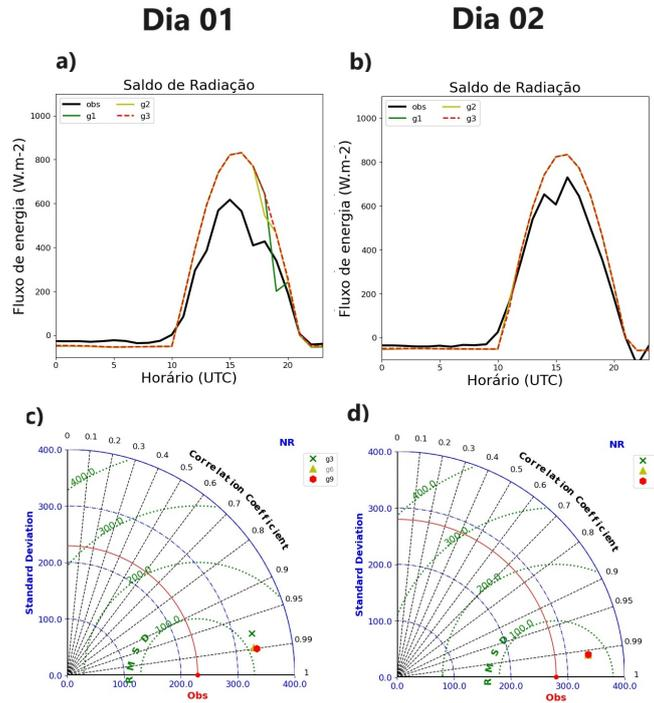 Dia 01
Dia 02
a)
b)
Saldo de Radiação
Saldo de Radiação
obs
g1
g2
g3
obs
g1
g2
g3
1000
800
600
400
200
0
1000
800
600
400
200
0
Fluxo de energia (W.m-2)
Fluxo de energia (W.m-2)
0 5 10 15 20
0 5 10 15 20
Horário (UTC)
Horário (UTC)
c)
d)
NR
g3
g6
g9
NR
0 0.1 0.2 0.3 0.4 0.5 0.6 0.7 0.8 0.9 0.95 0.99 1
Correlation Coefficient
0 0.1 0.2 0.3 0.4 0.5 0.6 0.7 0.8 0.9 0.95 0.99 1
Correlation Coefficient
400.0
300.0
200.0
100.0
0.0
Standard Deviation
400.0
300.0
200.0
100.0
RMSD
0.0 100.0 200.0 300.0 400.0
Obs
400.0
300.0
200.0
100.0
0.0
Standard Deviation
400.0
300.0
200.0
100.0
RMSD
0.0 100.0 200.0 300.0 400.0
Obs